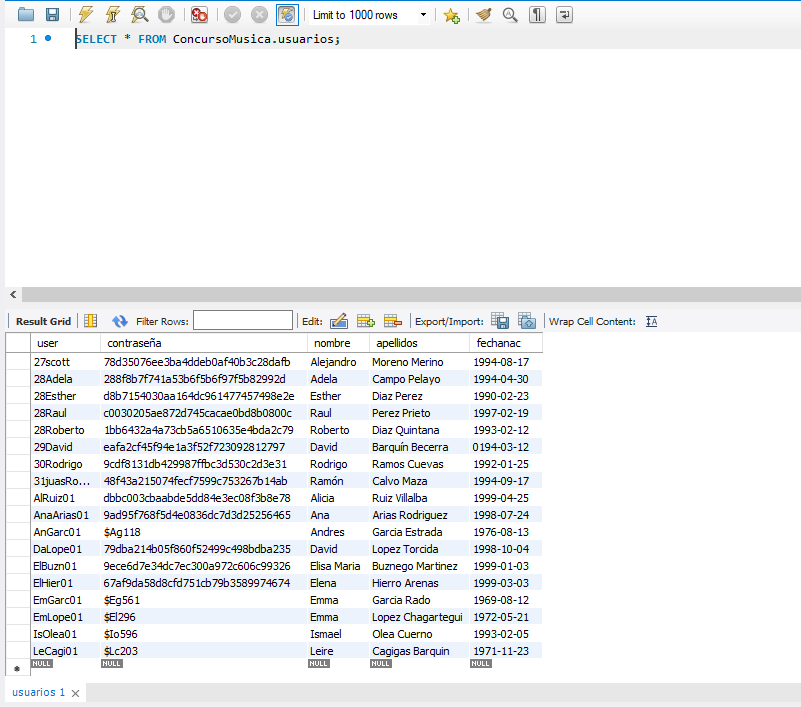 Limit to 1000 rows
1 SELECT * FROM ConcursoMusica.usuarios;
Result Grid Filter Rows: Edit: Export/Import: Wrap Cell Content:
user contraseña nombre apellidos fechanac
27scott 78d35076ee3ba4ddeb0af40b3c28dafb Alejandro Moreno Merino 1994-08-17
28Adela 288f8b7f741a53b6f5b6f97f5b82992d Adela Campo Pelayo 1994-04-30
28Esther d8b7154030aa164dc961477457498e2e Esther Diaz Perez 1990-02-23
28Raul c0030205ae872d745cacae0bd8b0800c Raul Perez Prieto 1997-02-19
28Roberto 1bb6432a4a73cb5a6510635e4bda2c79 Roberto Diaz Quintana 1993-02-12
29David eafa2cf45f94e1a3f52f723092812797 David Barquín Becerra 0194-03-12
30Rodrigo 9cdf8131db429987ffbc3d530c2d3e31 Rodrigo Ramos Cuevas 1992-01-25
31juasRo... 48f43a215074fecf7599c753267b14ab Ramón Calvo Maza 1994-09-17
AlRuiz01 dbbc003cbaabde5dd84e3ec08f3b8e78 Alicia Ruiz Villalba 1999-04-25
AnaArias01 9ad95f768f5d4e0836dc7d3d25256465 Ana Arias Rodriguez 1998-07-24
AnGarc01 $Ag118 Andres Garcia Estrada 1976-08-13
DaLope01 79dba214b05f860f52499c498bdba235 David Lopez Torcida 1998-10-04
ElBuzn01 9ece6d7e34dc7ec300a972c606c99326 Elisa Maria Buznego Martinez 1999-01-03
ElHier01 67af9da58d8cfd751cb79b3589974674 Elena Hierro Arenas 1999-03-03
EmGarc01 $Eg561 Emma Garcia Rado 1969-08-12
EmLope01 $El296 Emma Lopez Chagartegui 1972-05-21
IsOlea01 $Io596 Ismael Olea Cuerno 1993-02-05
LeCagi01 $Lc203 Leire Cagigas Barquin 1971-11-23
NULL NULL NULL NULL NULL
usuarios 1